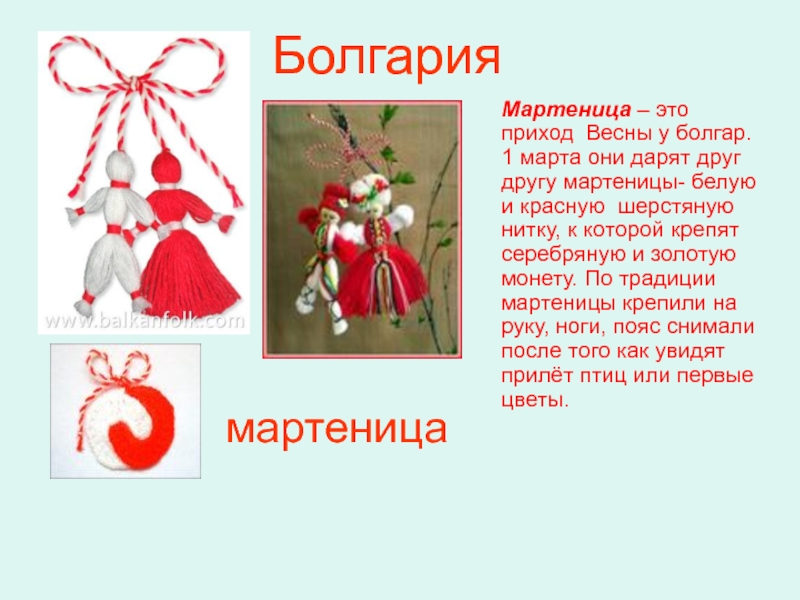 Болгария
Мартеница – это
приход Весны у болгар.
1 марта они дарят друг
другу мартеницы- белую
и красную шерстяную
нитку, к которой крепят
серебряную и золотую
монету. По традиции
мартеницы крепили на
руку, ноги, пояс снимали
после того как увидят
прилёт птиц или первые
цветы.
www.balkanfolk.com
мартеница